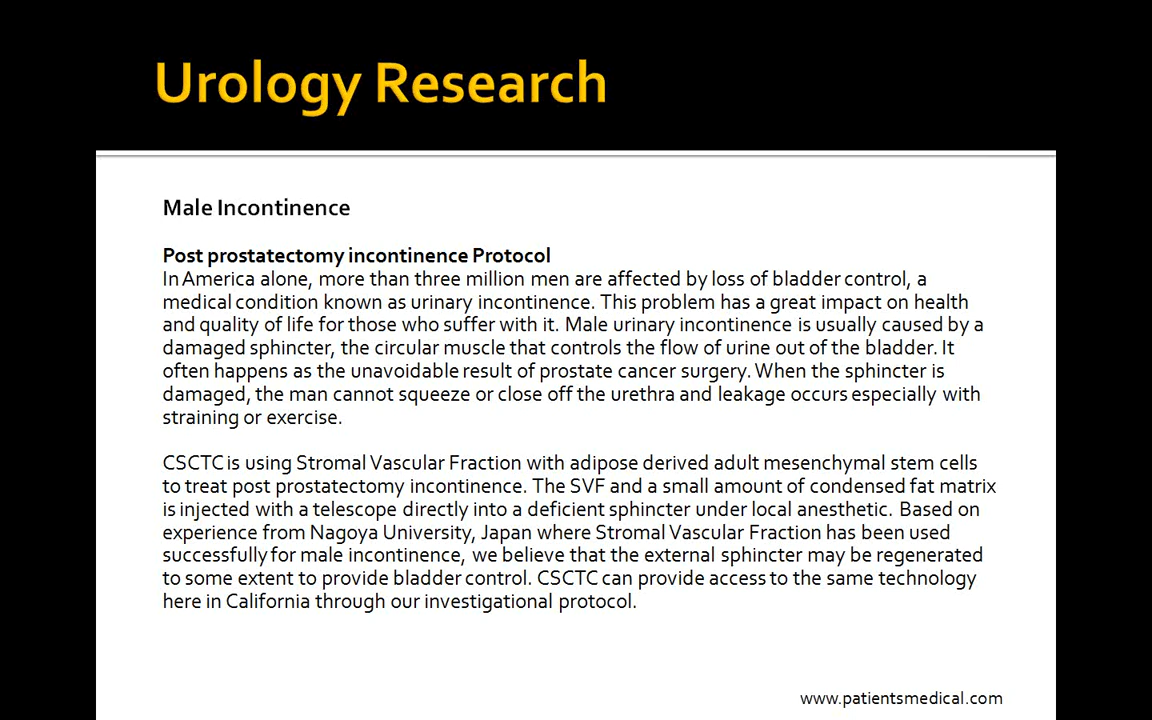 Urology Research
Male Incontinence
Post prostatectomy incontinence Protocol
In America alone, more than three million men are affected by loss of bladder control, a
medical condition known as urinary incontinence. This problem has a great impact on health
and quality of life for those who suffer with it. Male urinary incontinence is usually caused by a
damaged sphincter, the circular muscle that controls the flow of urine out of the bladder. It
often happens as the unavoidable result of prostate cancer surgery. When the sphincter is
damaged, the man cannot squeeze or close off the urethra and leakage occurs especially with
straining or exercise.
CSCTC is using Stromal Vascular Fraction with adipose derived adult mesenchymal stem cells
to treat post prostatectomy incontinence. The SVF and a small amount of condensed fat matrix
is injected with a telescope directly into a deficient sphincter under local anesthetic. Based on
experience from Nagoya University, Japan where Stromal Vascular Fraction has been used
successfully for male incontinence, we believe that the external sphincter may be regenerated
to some extent to provide bladder control. CSCTC can provide access to the same technology
here in California through our investigational protocol.
www.patientsmedical.com